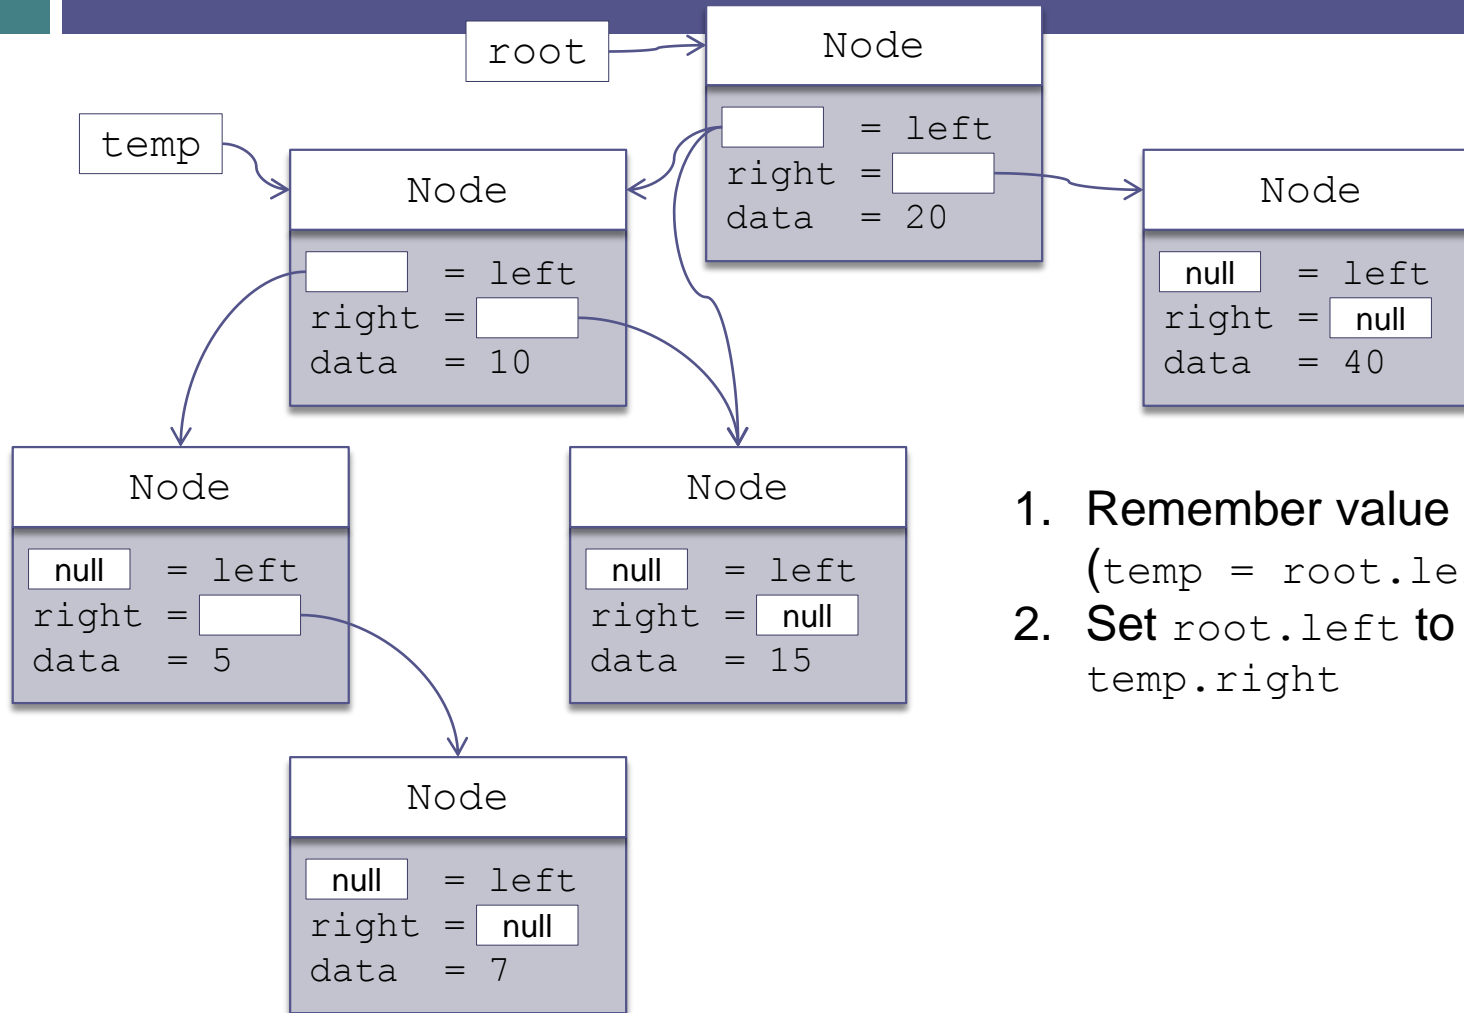 root
Node
= left
right =
data = 20
temp
Node
= left
right =
data = 10
Node
null = left
right = null
data = 40
Node
null = left
right =
data = 5
Node
null = left
right = null
data = 15
1. Remember value
(temp = root.le
2. Set root.left to
temp.right
Node
null = left
right = null
data = 7